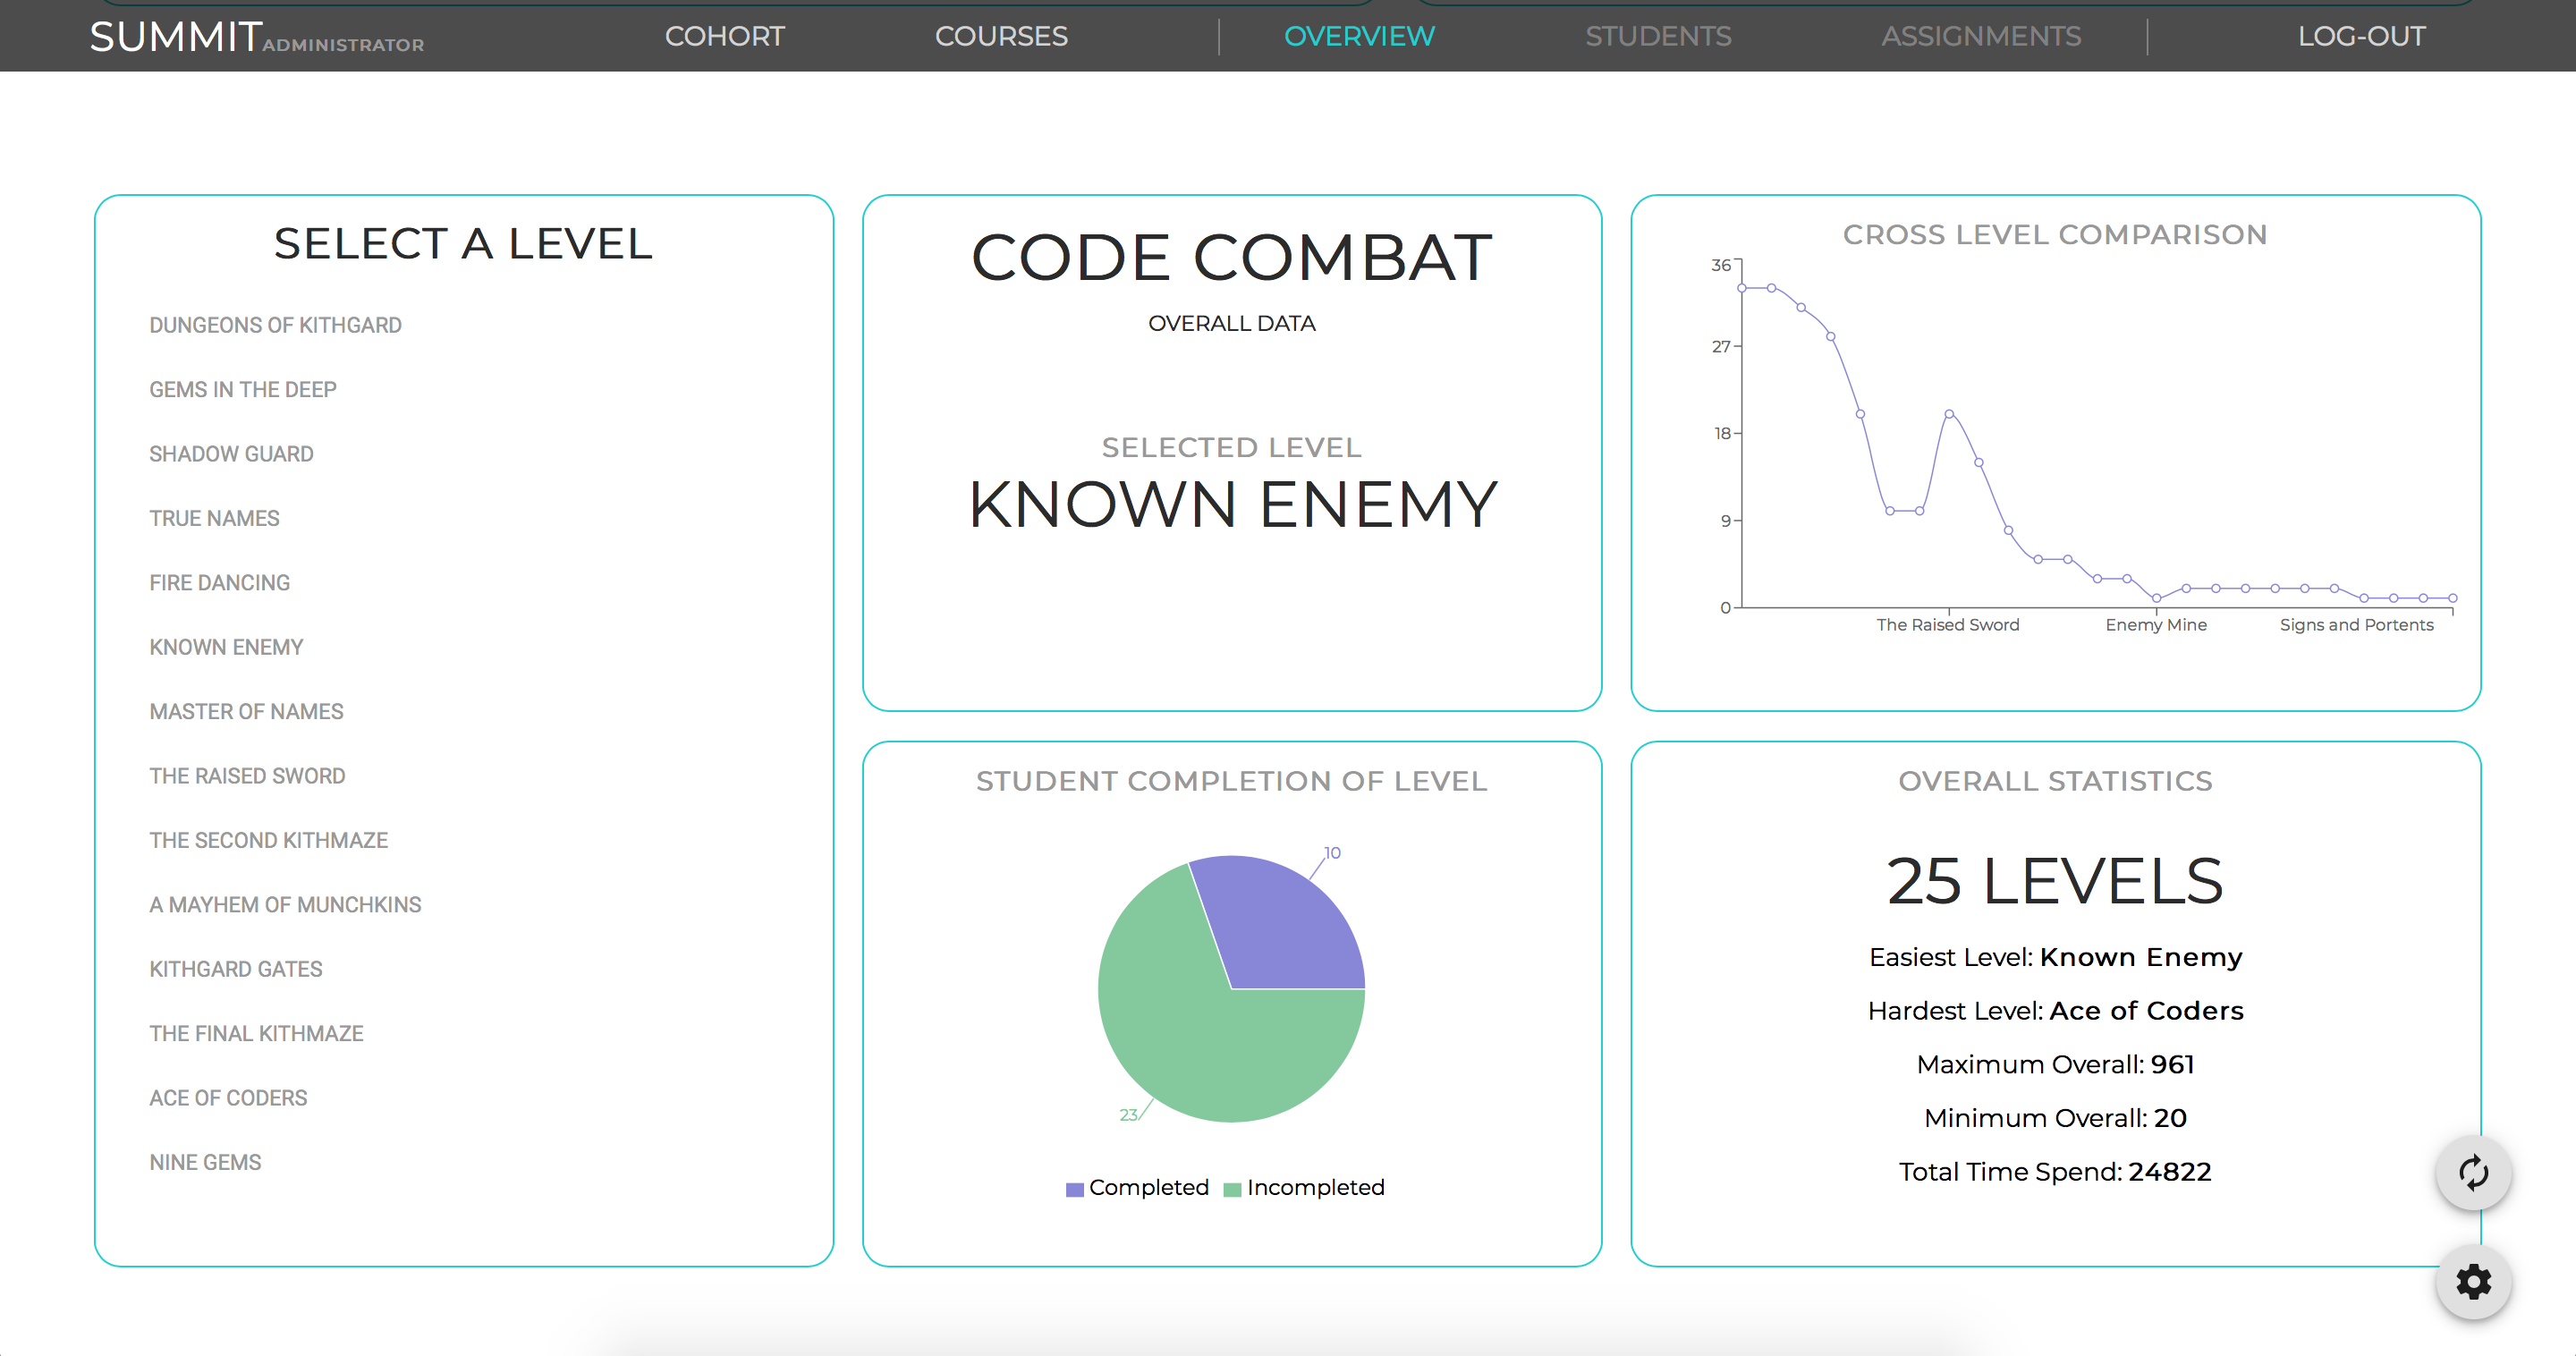 SUMMIT ADMINISTRATOR
COHORT
COURSES
OVERVIEW
STUDENTS
ASSIGNMENTS
LOG-OUT
SELECT A LEVEL
DUNGEONS OF KITHGARD
GEMS IN THE DEEP
SHADOW GUARD
TRUE NAMES
FIRE DANCING
KNOWN ENEMY
MASTER OF NAMES
THE RAISED SWORD
THE SECOND KITHMAZE
A MAYHEM OF MUNCHKINS
KITHGARD GATES
THE FINAL KITHMAZE
ACE OF CODERS
NINE GEMS
CODE COMBAT
OVERALL DATA
SELECTED LEVEL
KNOWN ENEMY
CROSS LEVEL COMPARISON
36
27
18
9
0
The Raised Sword
Enemy Mine
Signs and Portents
STUDENT COMPLETION OF LEVEL
10
23
Completed
Incompleted
OVERALL STATISTICS
25 LEVELS
Easiest Level: Known Enemy
Hardest Level: Ace of Coders
Maximum Overall: 961
Minimum Overall: 20
Total Time Spend: 24822